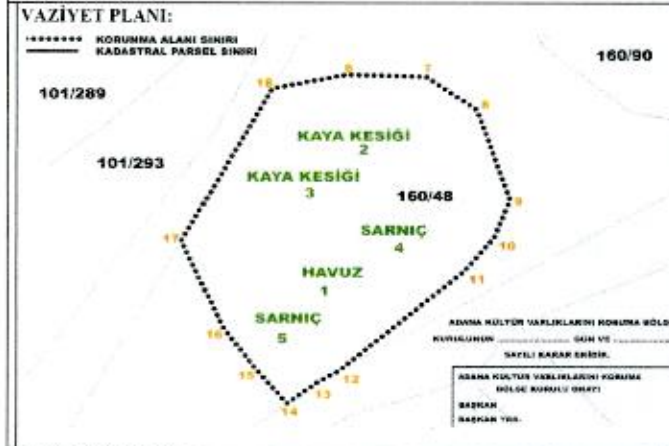 VAZİYET PLANI:
KORUNMA ALANI SINIRI
KADASTRAL PARSEL SINIRI
160/90
101/289
101/293
160/48
KAYA KESİĞİ
2
KAYA KESİĞİ
3
SARNIÇ
4
HAVUZ
1
SARNIÇ
5
7
8
9
10
11
12
13
14
15
16
17
18
ADANA KÜLTÜR VARLIKLARINI KORUMA BÖLGE
KURULUNUN GÜN VE
SAYILI KARAR EKİDİR.
ADANA KÜLTÜR VARLIKLARINI KORUMA
BÖLGE KURULU ONAYI
BAŞKAN
BAŞKAN YRD.